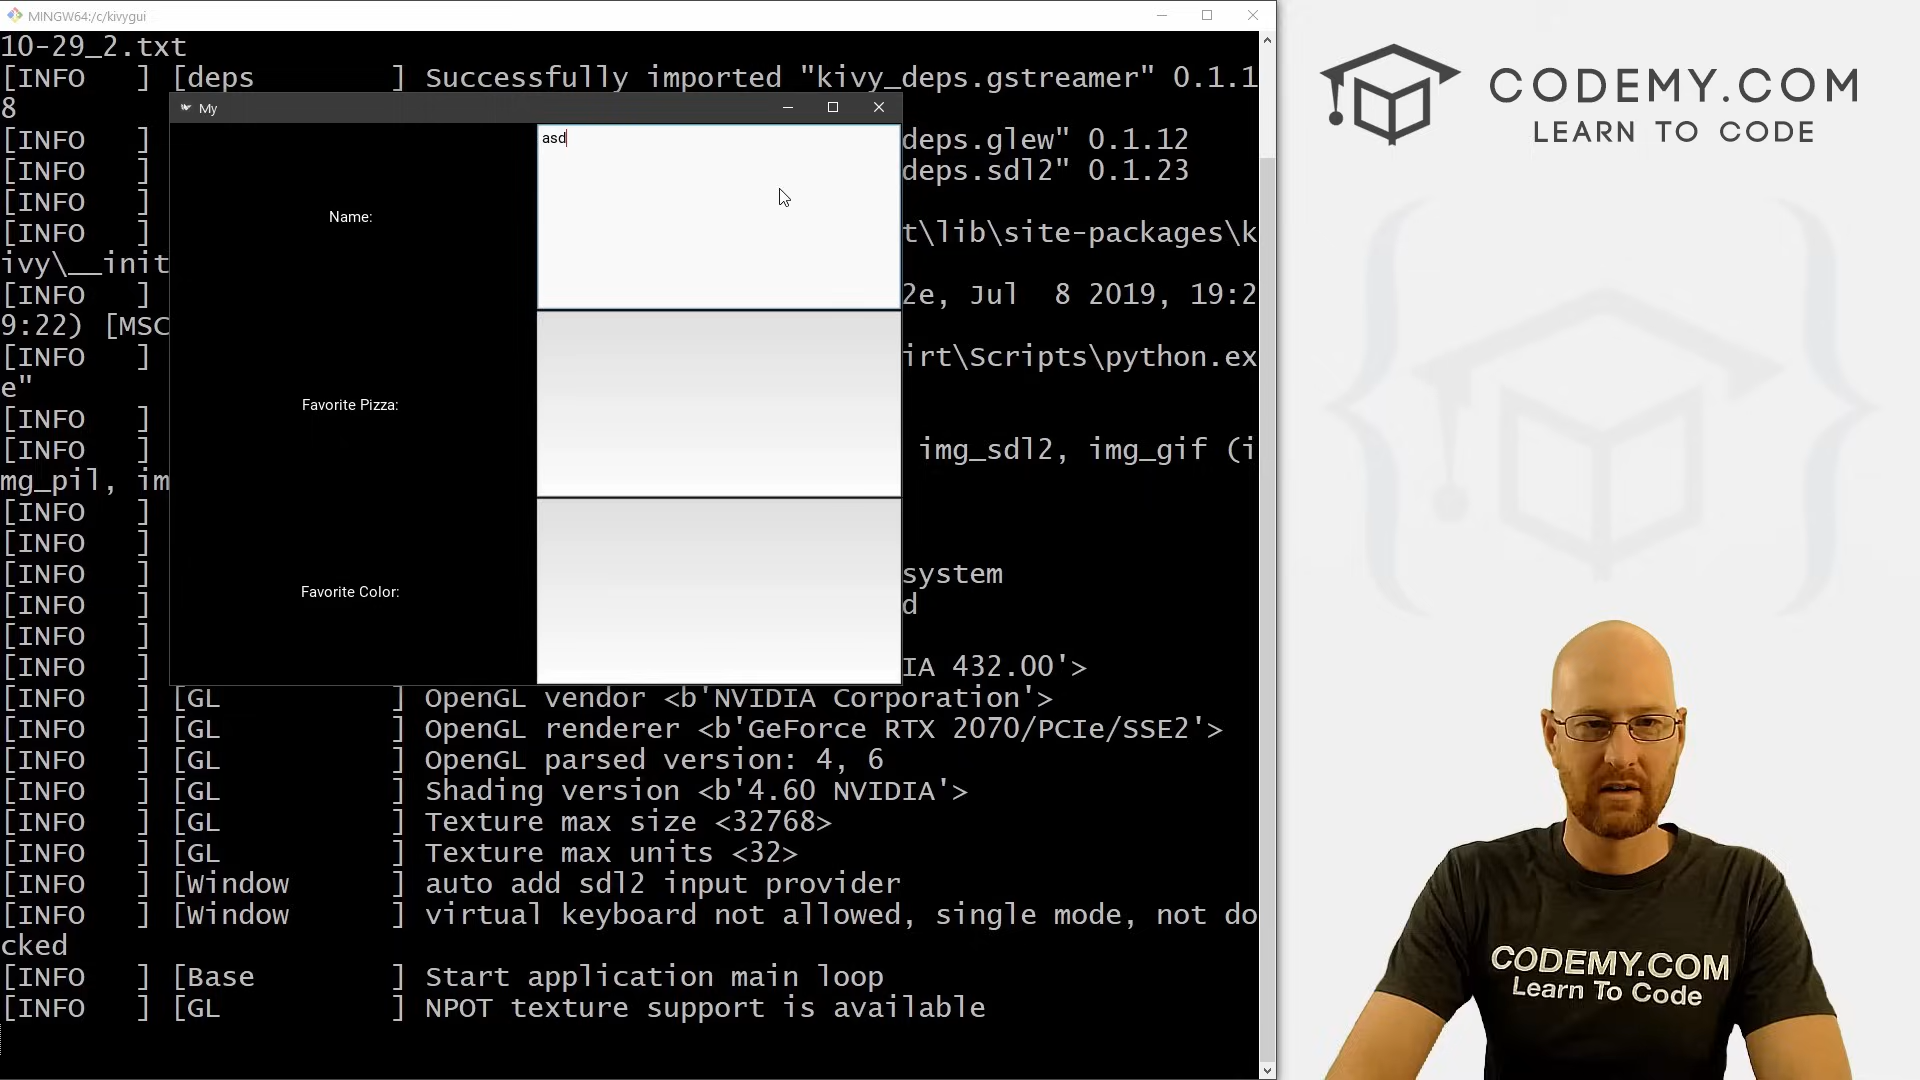 MINGW64:/c/kivygui
10-29_2.txt
[INFO   ] [deps        ] Successfully imported "kivy_deps.gstreamer" 0.1.1
8
[INFO   ] deps.glew" 0.1.12
[INFO   ] deps.sdl2" 0.1.23
[INFO   ]
[INFO   ] t\lib\site-packages\k
ivy\__init
[INFO   ] 2e, Jul  8 2019, 19:2
9:22) [MSC
[INFO   ] irt\Scripts\python.ex
e"
[INFO   ]
[INFO   ] img_sdl2, img_gif (i
mg_pil, im
[INFO   ]
[INFO   ]
[INFO   ] system
[INFO   ] d
[INFO   ]
[INFO   ] IA 432.00'>
[INFO   ] [GL          ] OpenGL vendor <b'NVIDIA Corporation'>
[INFO   ] [GL          ] OpenGL renderer <b'GeForce RTX 2070/PCIe/SSE2'>
[INFO   ] [GL          ] OpenGL parsed version: 4, 6
[INFO   ] [GL          ] Shading version <b'4.60 NVIDIA'>
[INFO   ] [GL          ] Texture max size <32768>
[INFO   ] [GL          ] Texture max units <32>
[INFO   ] [Window      ] auto add sdl2 input provider
[INFO   ] [Window      ] virtual keyboard not allowed, single mode, not do
cked
[INFO   ] [Base        ] Start application main loop
[INFO   ] [GL          ] NPOT texture support is available
My
asd
Name:
Favorite Pizza:
Favorite Color:
CODEMY.COM
LEARN TO CODE
CODEMY.COM
Learn To Code